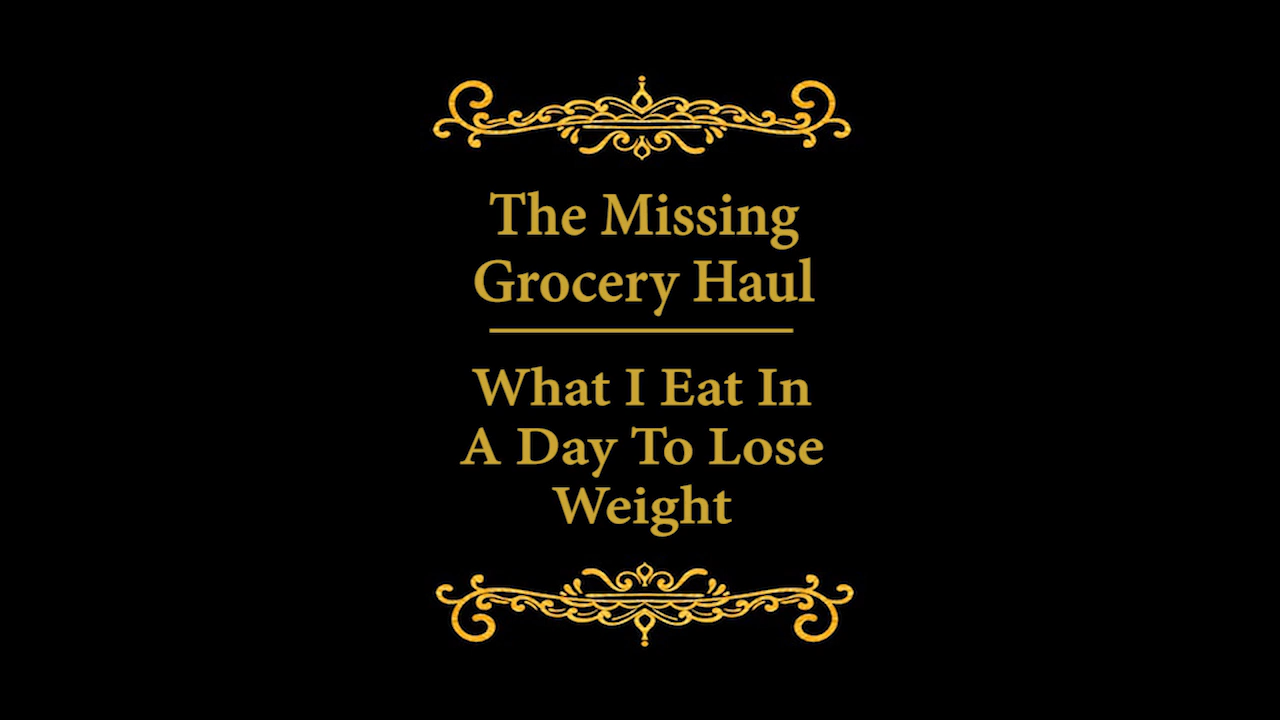 The Missing
Grocery Haul
What I Eat In
A Day To Lose
Weight